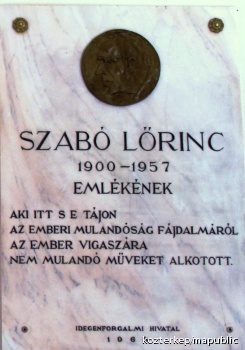 SZABÓ LŐRINC
1900-1957
EMLÉKÉNEK
AKI ITT S E TÁJON
AZ EMBERI MULANDÓSÁG FÁJDALMÁRÓL
AZ EMBER VIGASZÁRA
NEM MULANDÓ MŰVEKET ALKOTOTT.
IDEGENFORGALMI HIVATAL
kozterkep/mapublic